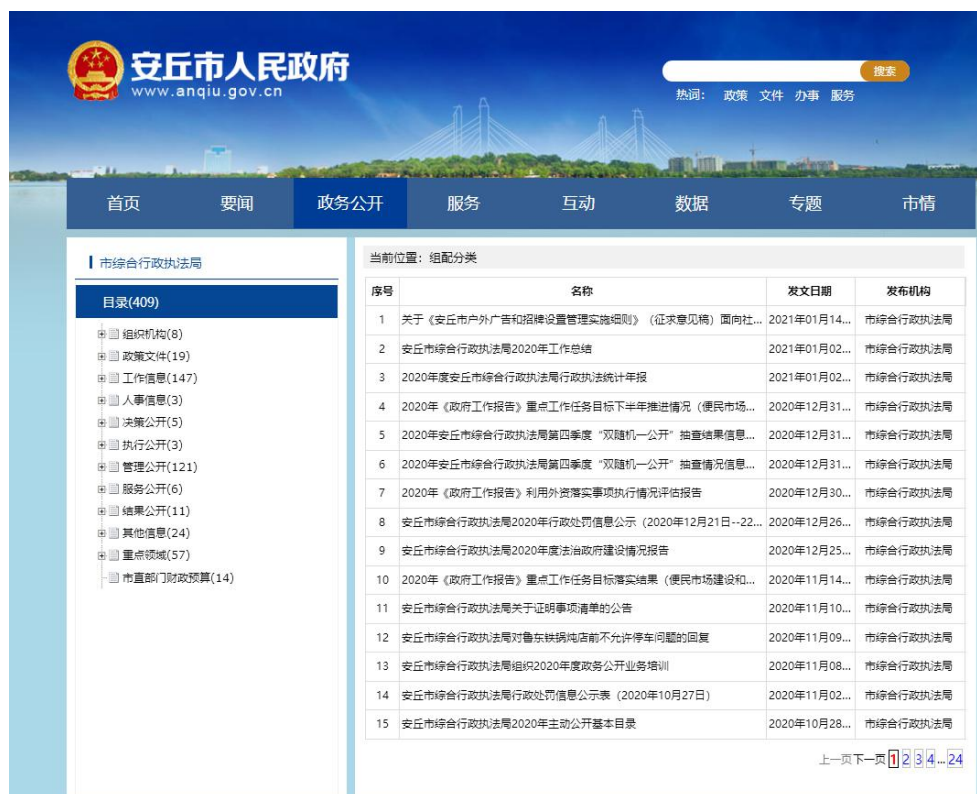 安丘市人民政府
www.anqiu.gov.cn
搜索
热词： 政策 文件 办事 服务
首页 要闻 政务公开 服务 互动 数据 专题 市情
市综合行政执法局
目录(409)
组织机构(8)
政策文件(19)
工作信息(147)
人事信息(3)
决策公开(5)
执行公开(3)
管理公开(121)
服务公开(6)
结果公开(11)
其他信息(24)
重点领域(57)
市直部门财政预算(14)
当前位置：组配分类
序号 名称 发文日期 发布机构
1 关于《安丘市户外广告和招牌设置管理实施细则》（征求意见稿）面向社... 2021年01月14... 市综合行政执法局
2 安丘市综合行政执法局2020年工作总结 2021年01月02... 市综合行政执法局
3 2020年度安丘市综合行政执法局行政执法统计年报 2021年01月02... 市综合行政执法局
4 2020年《政府工作报告》重点工作任务目标下半年推进情况（便民市场... 2020年12月31... 市综合行政执法局
5 2020年安丘市综合行政执法局第四季度“双随机一公开”抽查结果信息... 2020年12月31... 市综合行政执法局
6 2020年安丘市综合行政执法局第四季度“双随机一公开”抽查情况信息... 2020年12月31... 市综合行政执法局
7 2020年《政府工作报告》利用外资落实事项执行情况评估报告 2020年12月30... 市综合行政执法局
8 安丘市综合行政执法局2020年行政处罚信息公示（2020年12月21日--22... 2020年12月26... 市综合行政执法局
9 安丘市综合行政执法局2020年度法治政府建设情况报告 2020年12月25... 市综合行政执法局
10 2020年《政府工作报告》重点工作任务目标落实结果（便民市场建设和... 2020年11月14... 市综合行政执法局
11 安丘市综合行政执法局关于证明事项清单的公告 2020年11月10... 市综合行政执法局
12 安丘市综合行政执法局对鲁东铁锅炖店前不允许停车问题的回复 2020年11月09... 市综合行政执法局
13 安丘市综合行政执法局组织2020年度政务公开业务培训 2020年11月08... 市综合行政执法局
14 安丘市综合行政执法局行政处罚信息公示表（2020年10月27日） 2020年11月02... 市综合行政执法局
15 安丘市综合行政执法局2020年主动公开基本目录 2020年10月28... 市综合行政执法局
上一页下一页 1 2 3 4 ... 24